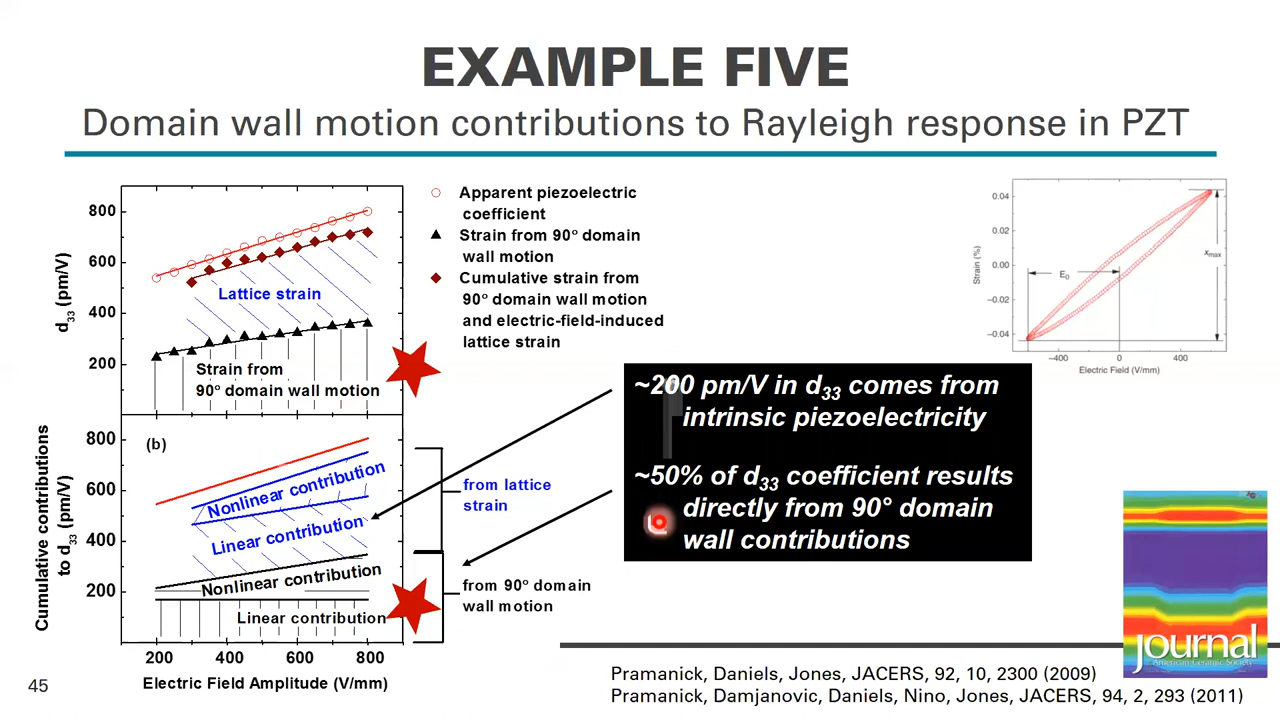 EXAMPLE FIVE
Domain wall motion contributions to Rayleigh response in PZT
800
600
400
200
d33 (pm/V)
Lattice strain
Strain from
90° domain wall motion
Apparent piezoelectric
coefficient
Strain from 90° domain
wall motion
Cumulative strain from
90° domain wall motion
and electric-field-induced
lattice strain
(b)
800
600
400
200
Cumulative contributions
to d33 (pm/V)
Nonlinear contribution
Linear contribution
Nonlinear contribution
Linear contribution
from lattice
strain
from 90° domain
wall motion
200 400 600 800
Electric Field Amplitude (V/mm)
~200 pm/V in d33 comes from
intrinsic piezoelectricity
~50% of d33 coefficient results
directly from 90° domain
wall contributions
0.04
0.02
0.00
−0.02
−0.04
Strain (%)
E0
xmax
−400 0 400
Electric Field (V/mm)
Journal
American Ceramic Society
Pramanick, Daniels, Jones, JACERS, 92, 10, 2300 (2009)
Pramanick, Damjanovic, Daniels, Nino, Jones, JACERS, 94, 2, 293 (2011)
45